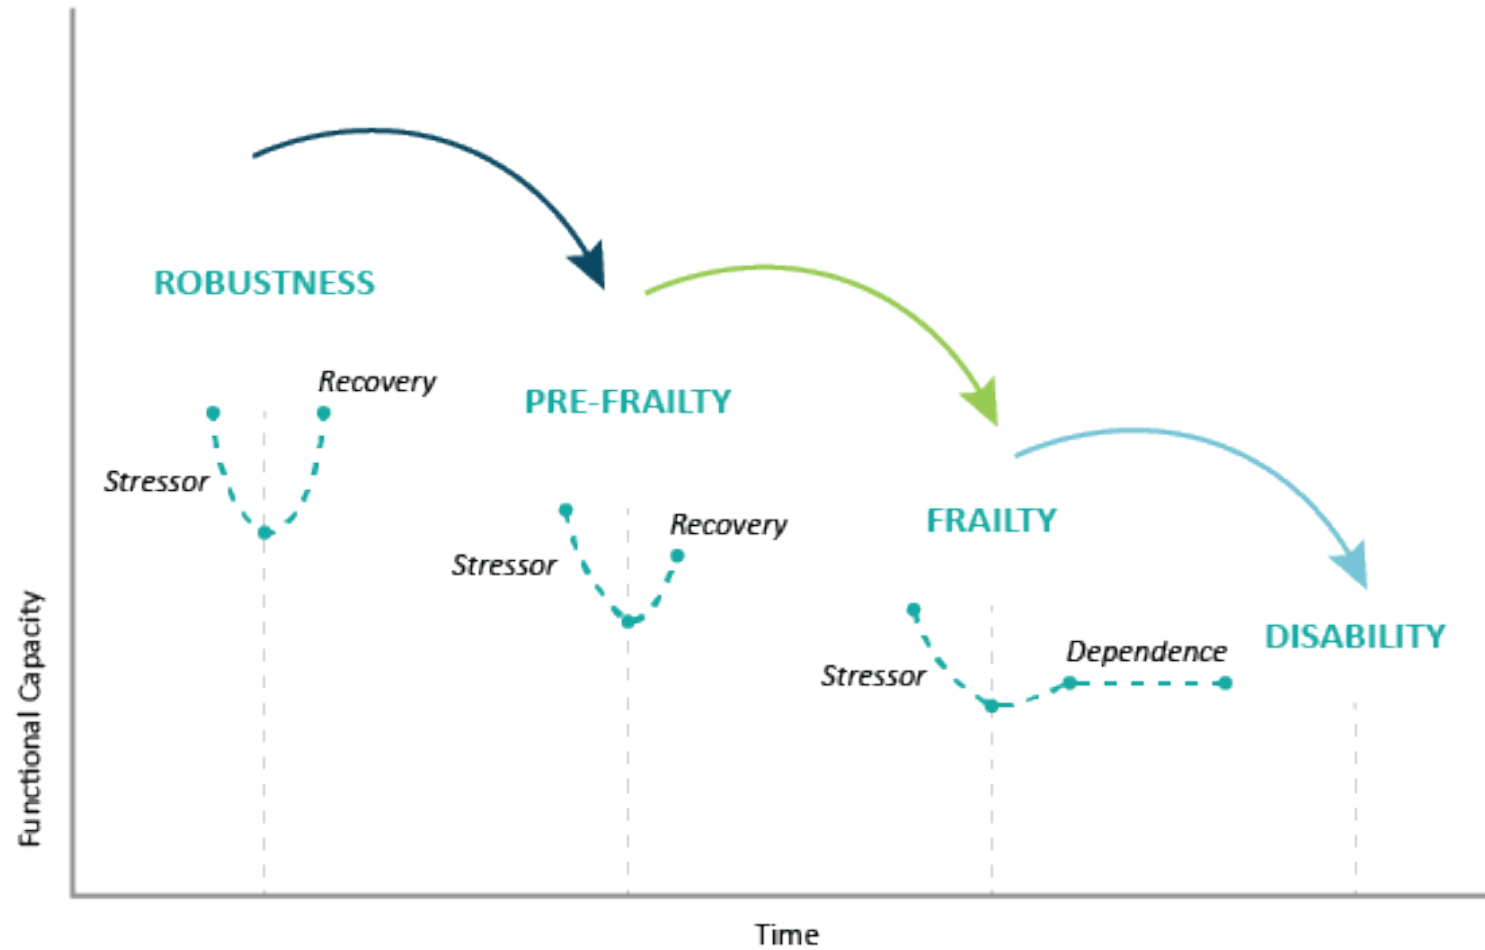 ROBUSTNESS
Recovery
Stressor
PRE-FRAILTY
Recovery
Stressor
FRAILTY
Stressor
Dependence
DISABILITY
Functional Capacity
Time